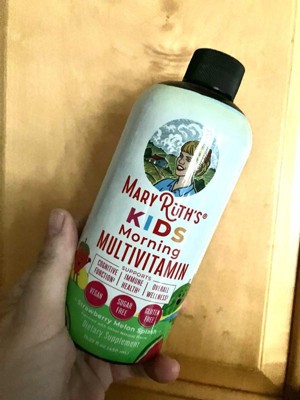 MARY RUTH'S®
KIDS
Morning
MULTIVITAMIN
SUPPORTS
COGNITIVE FUNCTION†
IMMUNE HEALTH†
OVERALL WELLNESS†
VEGAN
SUGAR FREE
GLUTEN FREE
Strawberry Melon
Dietary Supplement